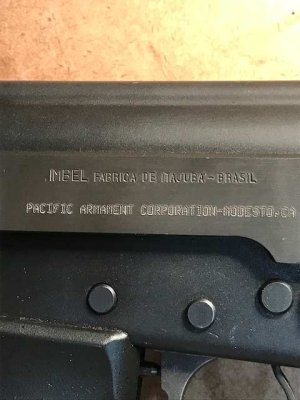 IMBEL FABRICA DE ITAJUBA'-BRASIL
PACIFIC ARMAMENT CORPORATION-MODESTO,CA